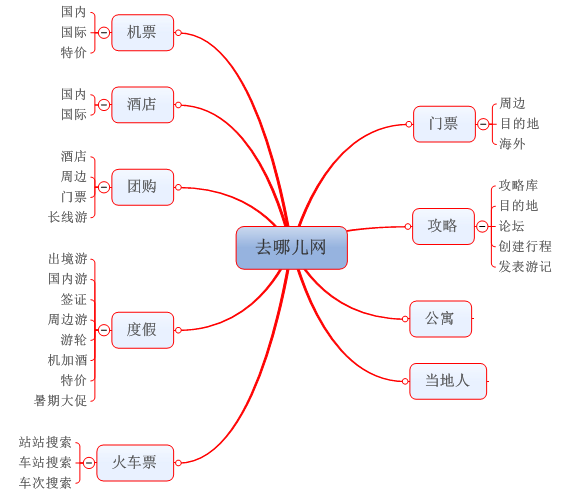 去哪儿网
机票
国内
国际
特价
酒店
国内
国际
团购
酒店
周边
门票
长线游
度假
出境游
国内游
签证
周边游
游轮
机加酒
特价
暑期大促
火车票
站站搜索
车站搜索
车次搜索
门票
周边
目的地
海外
攻略
攻略库
目的地
论坛
创建行程
发表游记
公寓
当地人